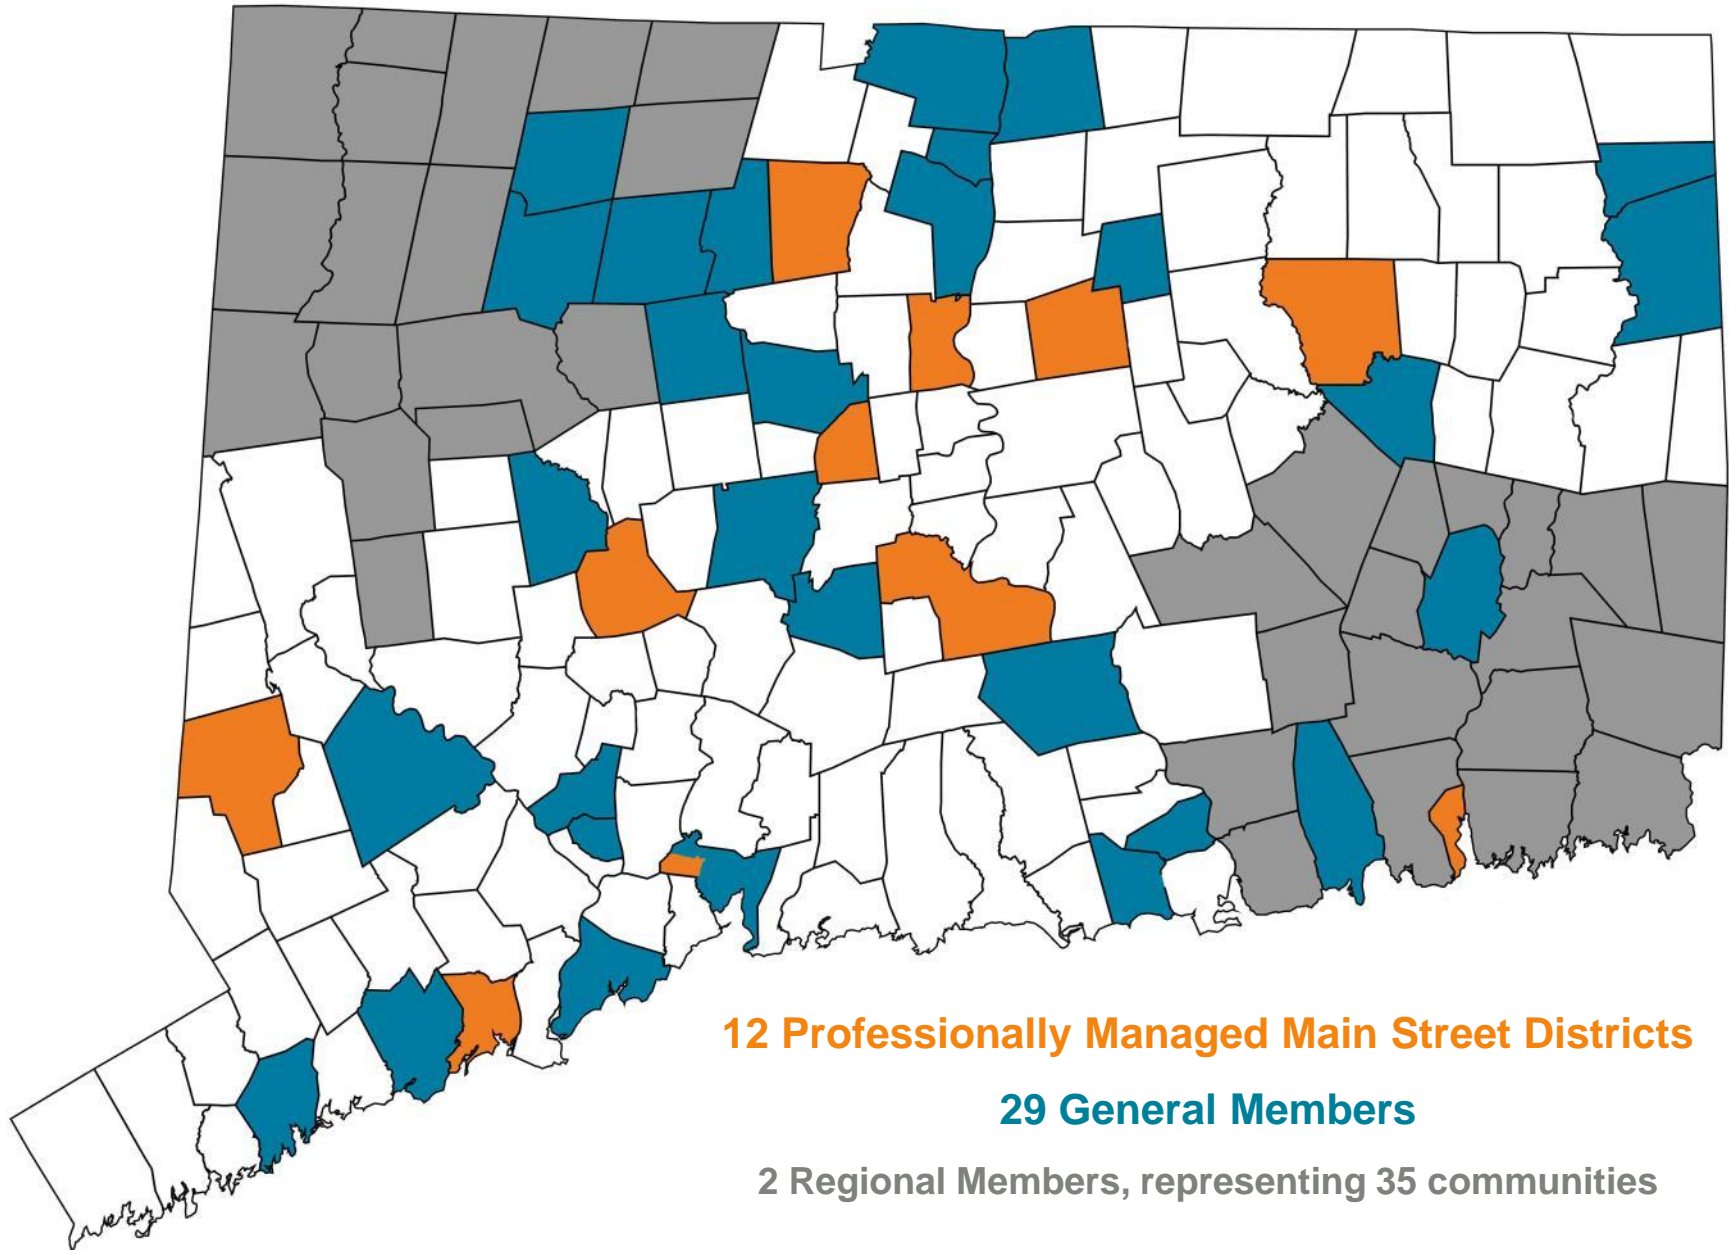 12 Professionally Managed Main Street Districts
29 General Members
2 Regional Members, representing 35 communities